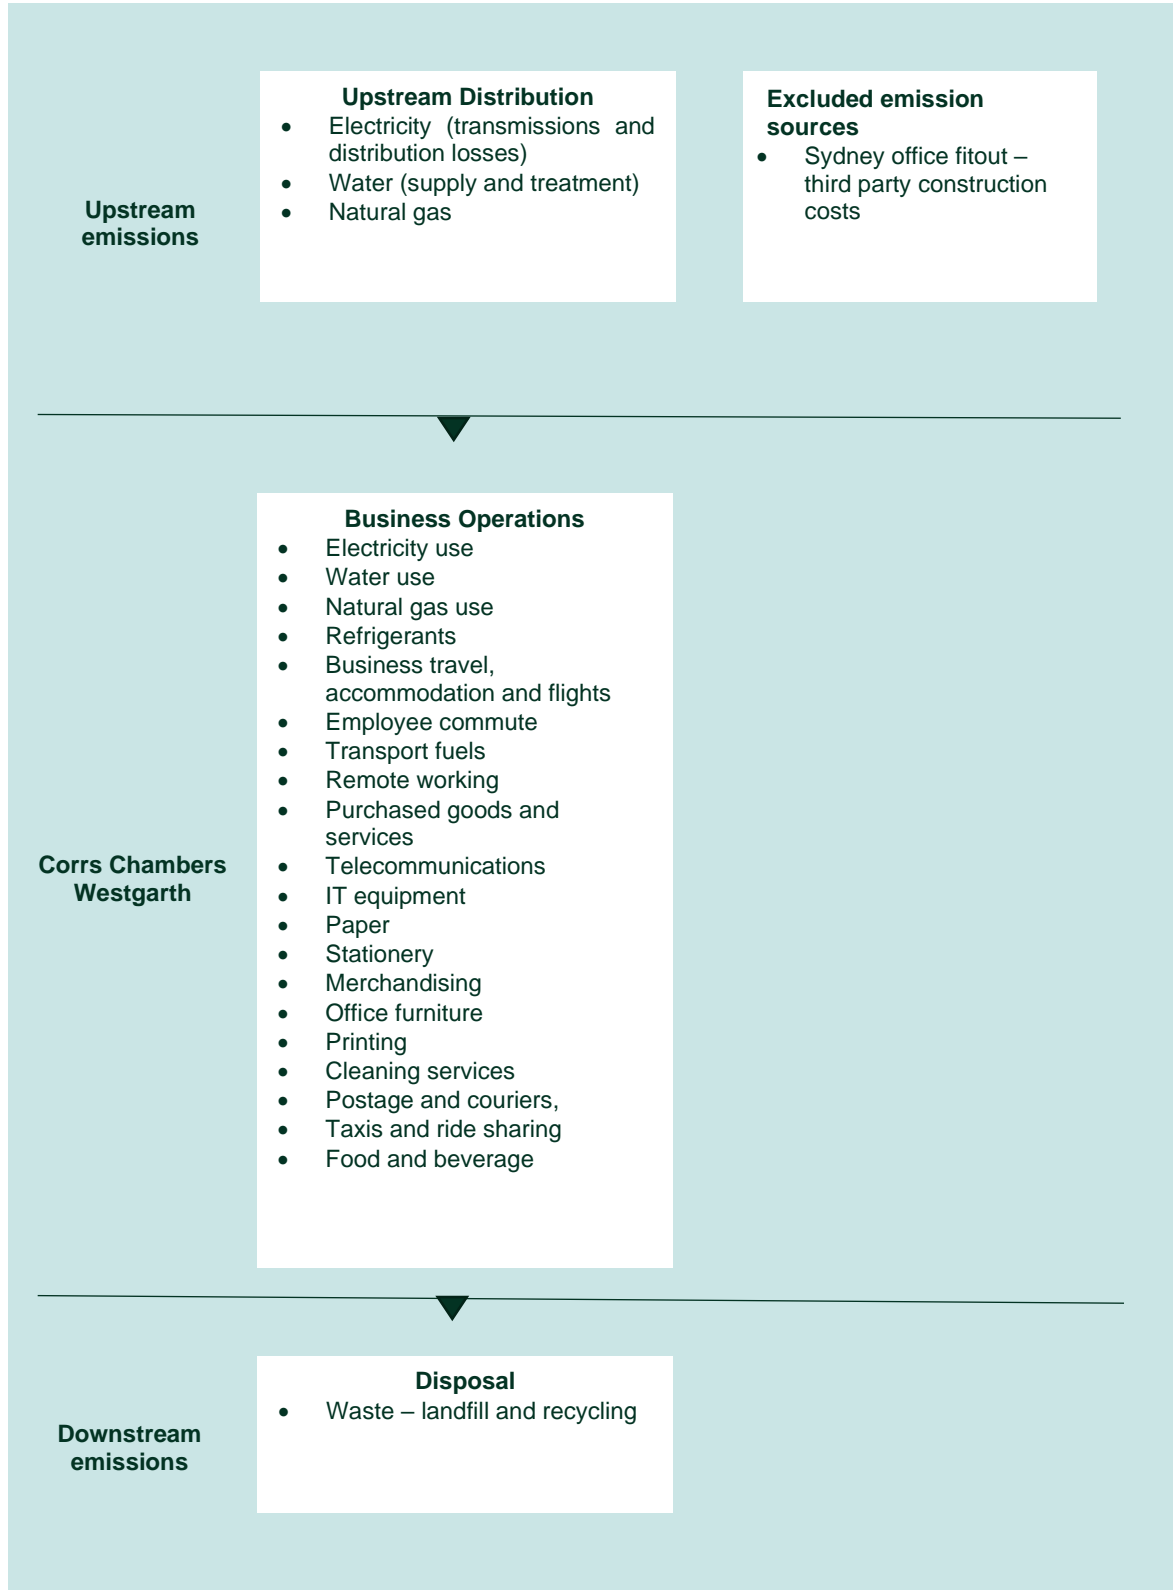 Upstream
emissions
Upstream Distribution
• Electricity (transmissions and
distribution losses)
• Water (supply and treatment)
• Natural gas
Excluded emission
sources
• Sydney office fitout –
third party construction
costs
Corrs Chambers
Westgarth
Business Operations
• Electricity use
• Water use
• Natural gas use
• Refrigerants
• Business travel,
accommodation and flights
• Employee commute
• Transport fuels
• Remote working
• Purchased goods and
services
• Telecommunications
• IT equipment
• Paper
• Stationery
• Merchandising
• Office furniture
• Printing
• Cleaning services
• Postage and couriers,
• Taxis and ride sharing
• Food and beverage
Downstream
emissions
Disposal
• Waste – landfill and recycling